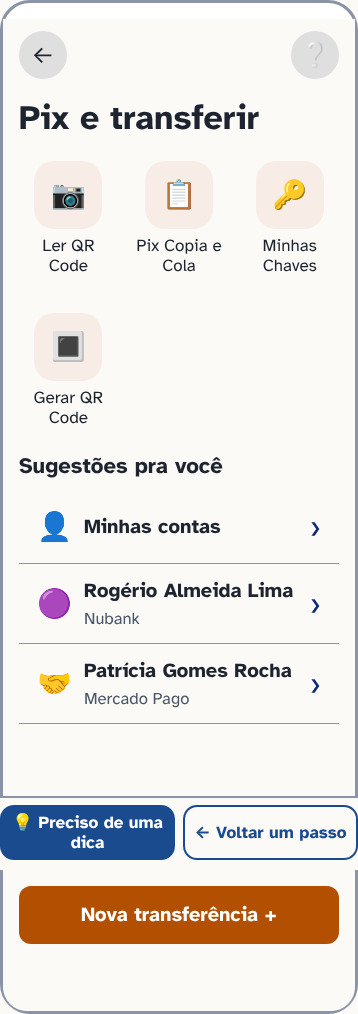 Pix e transferir
Ler QR
Code
Pix Copia e
Cola
Minhas
Chaves
Gerar QR
Code
Sugestões pra você
Minhas contas
Rogério Almeida Lima
Nubank
Patrícia Gomes Rocha
Mercado Pago
Preciso de uma
dica
← Voltar um passo
Nova transferência +